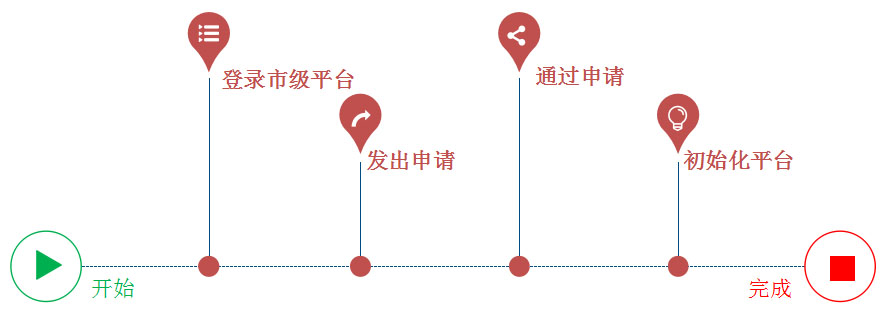 登录市级平台
通过申请
发出申请
初始化平台
开始
完成